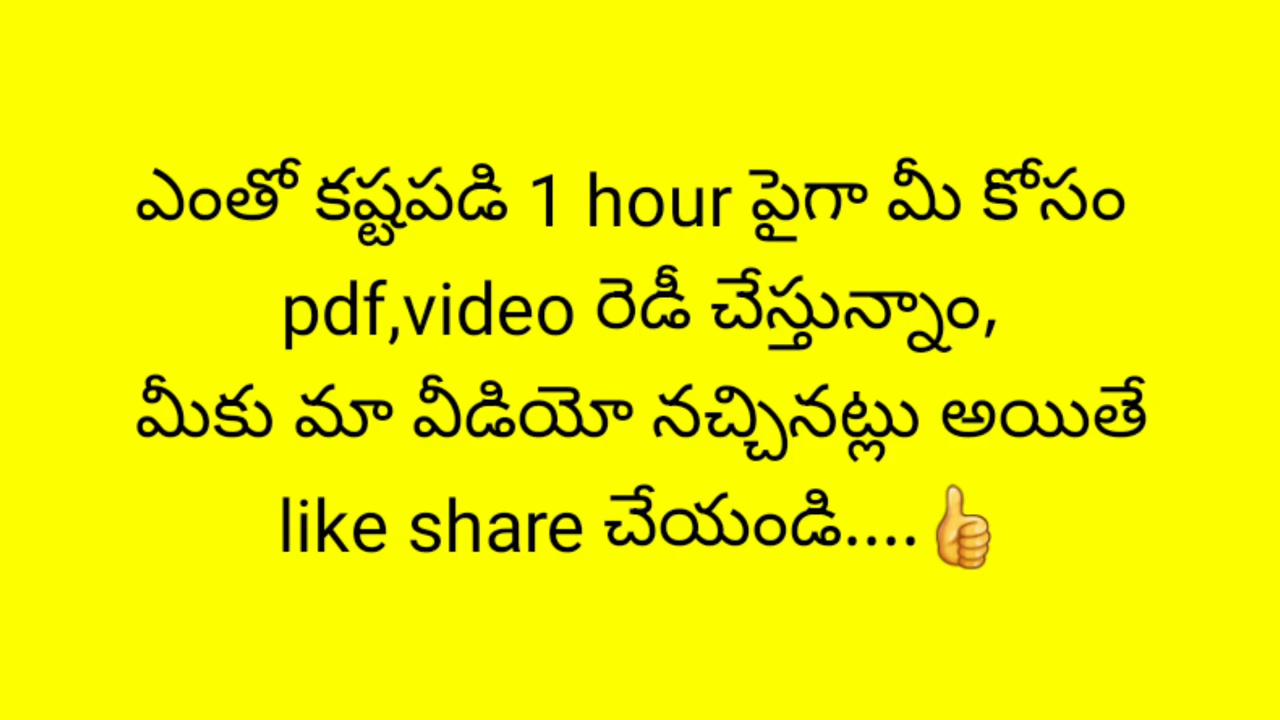 ఎంతో కష్టపడి 1 hour పైగా మీ కోసం
pdf,video రెడీ చేస్తున్నాం,
మీకు మా వీడియో నచ్చినట్లు అయితే
like share చేయండి....👍